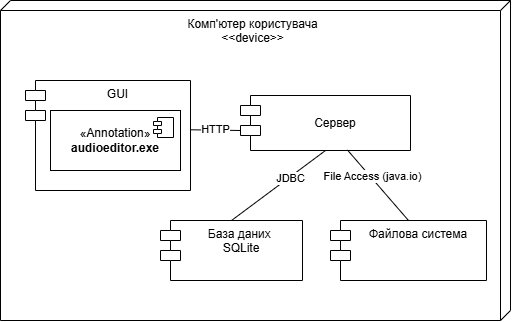 Комп'ютер користувача
<<device>>
GUI
«Annotation»
audioeditor.exe
HTTP
Сервер
JDBC
File Access (java.io)
База даних
SQLite
Файлова система